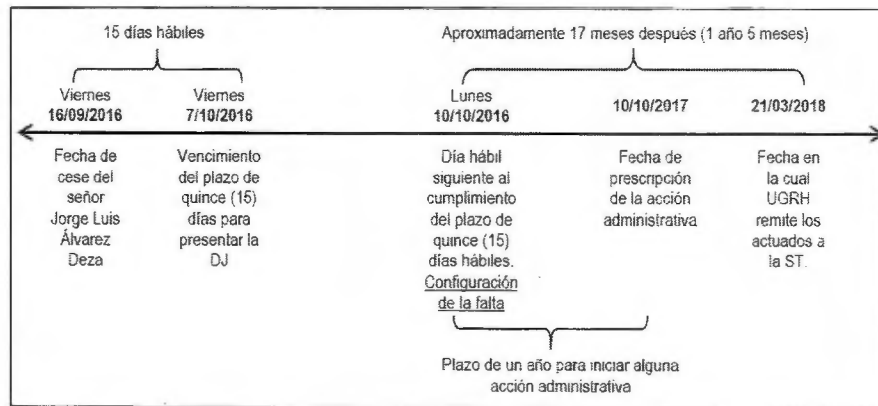 15 días hábiles
Aproximadamente 17 meses después (1 año 5 meses)
Viernes
16/09/2016
Viernes
7/10/2016
Lunes
10/10/2016
10/10/2017
21/03/2018
Fecha de
cese del
señor
Jorge Luis
Álvarez
Deza
Vencimiento
del plazo de
quince (15)
días para
presentar la
DJ
Día hábil
siguiente al
cumplimiento
del plazo de
quince (15)
días hábiles.
Configuración
de la falta
Fecha de
prescripción
de la acción
administrativa
Fecha en
la cual
UGRH
remite los
actuados a
la ST.
Plazo de un año para iniciar alguna
acción administrativa